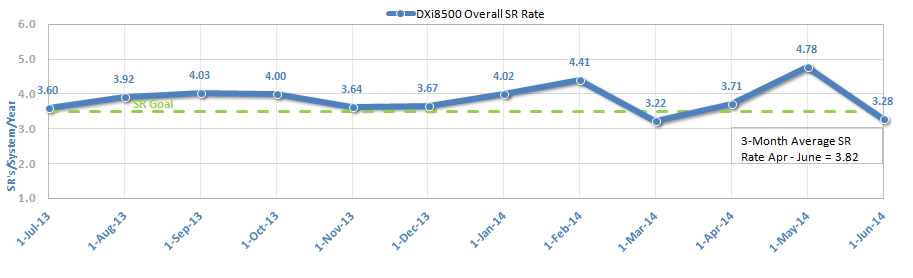 DXi8500 Overall SR Rate
6.0
5.0
4.0
3.0
2.0
1.0
SR's/System/Year
3.60
3.92
4.03
4.00
3.64
3.67
4.02
4.41
3.22
3.71
4.78
3.28
SR Goal
3-Month Average SR
Rate Apr - June = 3.82
1-Jul-13
1-Aug-13
1-Sep-13
1-Oct-13
1-Nov-13
1-Dec-13
1-Jan-14
1-Feb-14
1-Mar-14
1-Apr-14
1-May-14
1-Jun-14